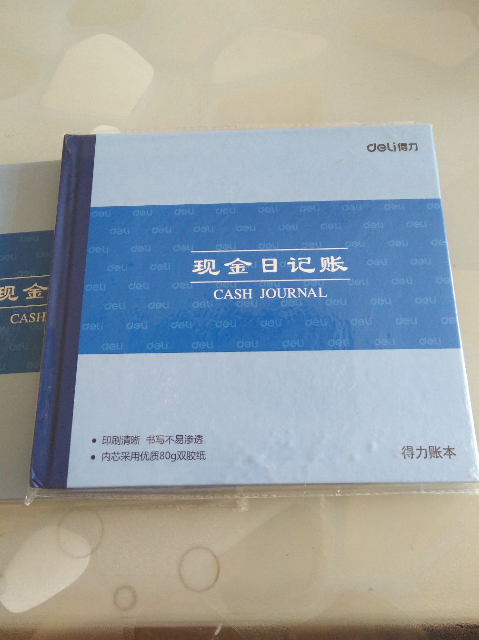 deli得力
现金日记账
CASH JOURNAL
• 印刷清晰 书写不易渗透
• 内芯采用优质80g双胶纸
得力账本
现金
CASH